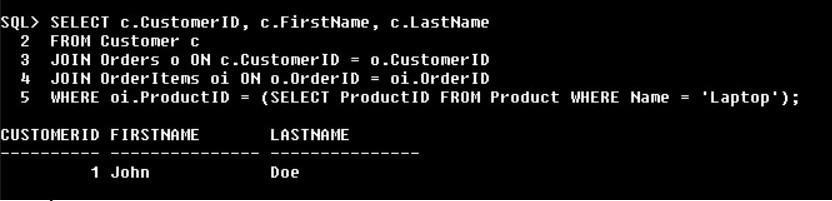 SQL> SELECT c.CustomerID, c.FirstName, c.LastName
2 FROM Customer c
3 JOIN Orders o ON c.CustomerID = o.CustomerID
4 JOIN OrderItems oi ON o.OrderID = oi.OrderID
5 WHERE oi.ProductID = (SELECT ProductID FROM Product WHERE Name = 'Laptop');
CUSTOMERID FIRSTNAME LASTNAME
---------- --------------- ---------------
1 John Doe